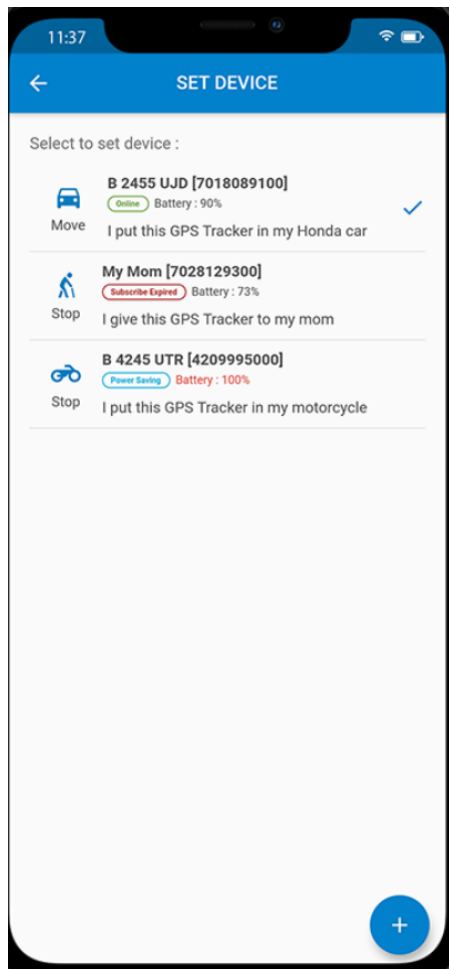 11:37
SET DEVICE
Select to set device :
B 2455 UJD [7018089100]
Online Battery : 90%
Move
I put this GPS Tracker in my Honda car
My Mom [7028129300]
Subscribe Expired Battery : 73%
Stop
I give this GPS Tracker to my mom
B 4245 UTR [4209995000]
Power Saving Battery : 100%
Stop
I put this GPS Tracker in my motorcycle